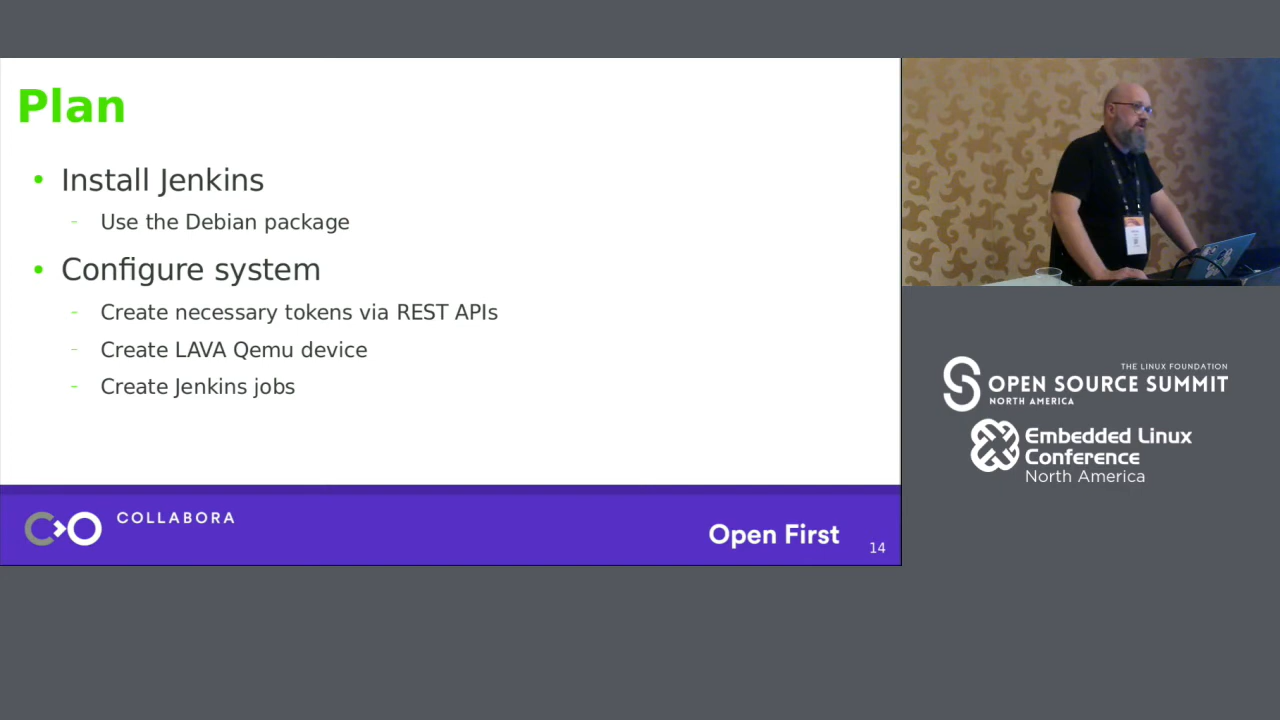 Plan
• Install Jenkins
- Use the Debian package
• Configure system
- Create necessary tokens via REST APIs
- Create LAVA Qemu device
- Create Jenkins jobs
COLLABORA
Open First
14
THE LINUX FOUNDATION
OPEN SOURCE SUMMIT
NORTH AMERICA
Embedded Linux
Conference
North America